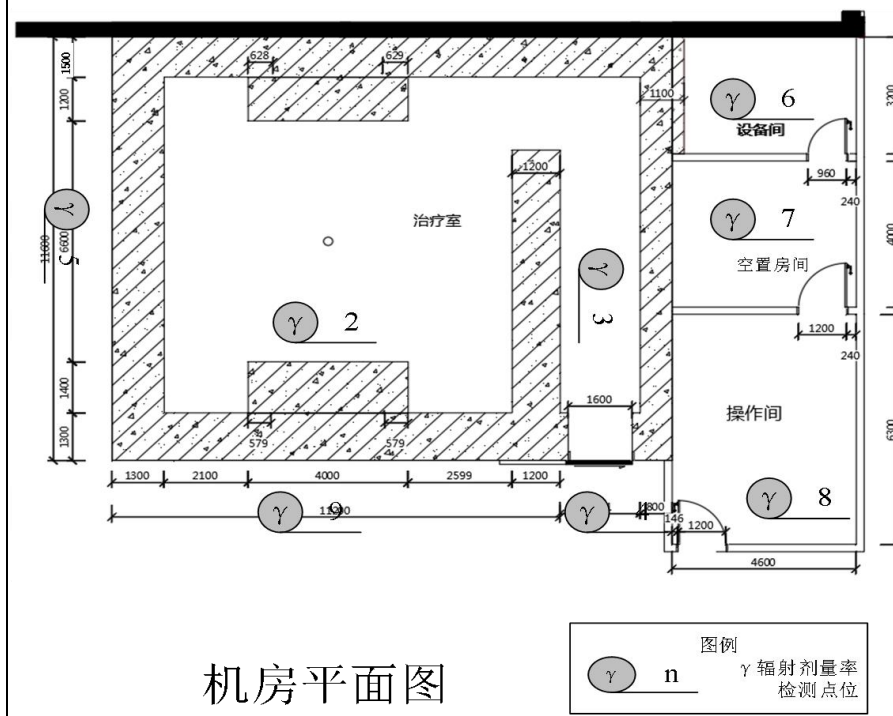 628
629
1500
1200
1100
γ 6
设备间
3200
960
240
-1200
治疗室
γ 7
空置房间
4000
γ 5
11600
6600
γ 3
1200
240
γ 2
1400
1600
操作间
6300
1300
579
579
1300
2100
4000
2599
1200
γ 8
γ 9
γ
800
146
1200
4600
机房平面图
图例
γ n
γ 辐射剂量率
检测点位